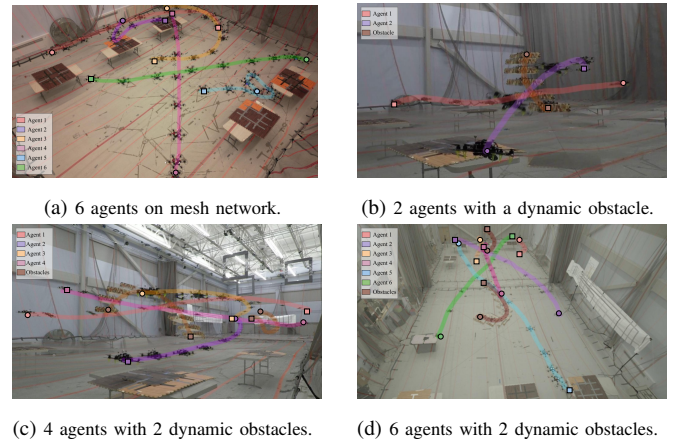 Agent 1
Agent 2
Agent 3
Agent 4
Agent 5
Agent 6
(a) 6 agents on mesh network.
Agent 1
Agent 2
Obstacle
(b) 2 agents with a dynamic obstacle.
Agent 1
Agent 2
Agent 3
Agent 4
Obstacles
(c) 4 agents with 2 dynamic obstacles.
Agent 1
Agent 2
Agent 3
Agent 4
Agent 5
Agent 6
Obstacles
(d) 6 agents with 2 dynamic obstacles.